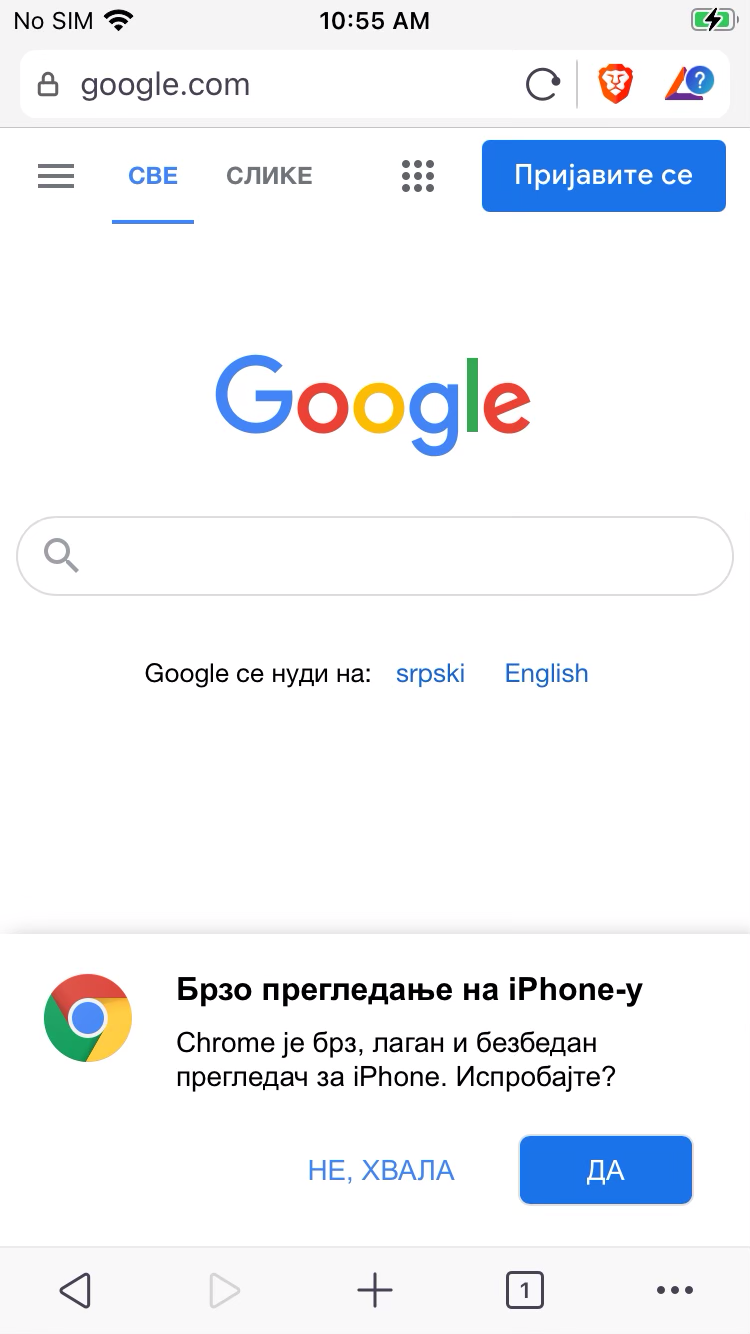 No SIM 10:55 AM
google.com
СВЕ СЛИКЕ Пријавите се
Google
Google се нуди на: srpski English
Брзо прегледање на iPhone-у
Chrome је брз, лаган и безбедан
прегледач за iPhone. Испробајте?
НЕ, ХВАЛА ДА
1